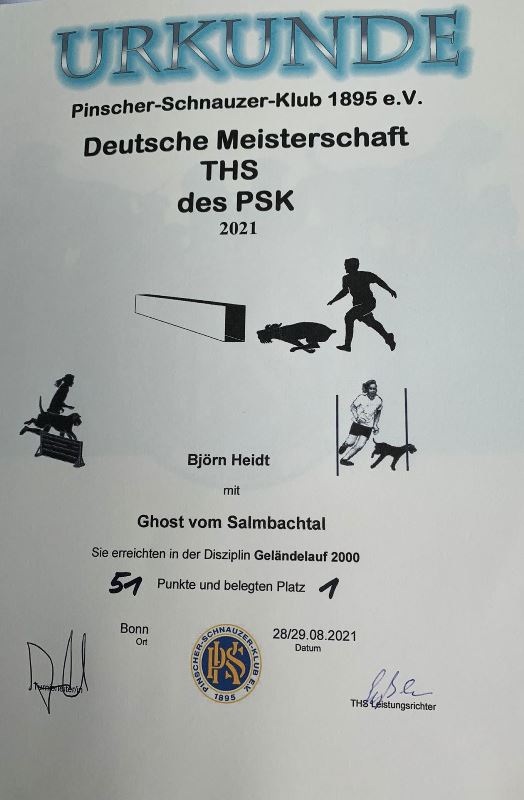 URKUNDE
Pinscher-Schnauzer-Klub 1895 e.V.
Deutsche Meisterschaft
THS
des PSK
2021
Björn Heidt
mit
Ghost vom Salmbachtal
Sie erreichten in der Disziplin Geländelauf 2000
51 Punkte und belegten Platz 1
Bonn
Ort
PINSCHER-SCHNAUZER-KLUB E.V.
PSK
1895
28/29.08.2021
Datum
THS Leistungsrichter